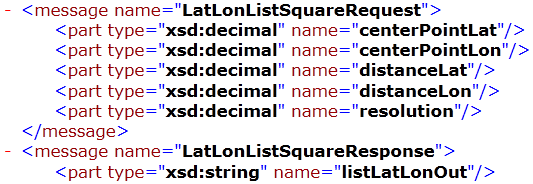 - <message name="LatLonListSquareRequest">
<part type="xsd:decimal" name="centerPointLat"/>
<part type="xsd:decimal" name="centerPointLon"/>
<part type="xsd:decimal" name="distanceLat"/>
<part type="xsd:decimal" name="distanceLon"/>
<part type="xsd:decimal" name="resolution"/>
</message>
- <message name="LatLonListSquareResponse">
<part type="xsd:string" name="listLatLonOut"/>